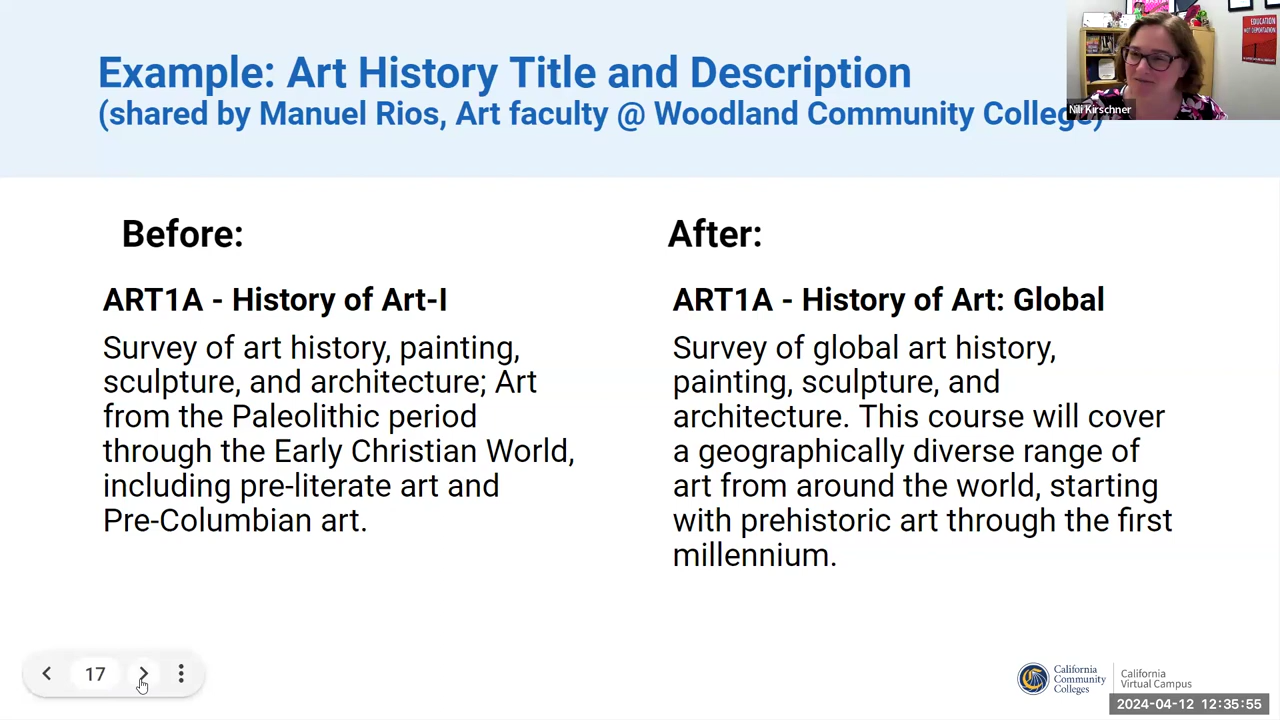 Example: Art History Title and Description
(shared by Manuel Rios, Art faculty @ Woodland Community College)
Nili Kirschner
EDUCATION
NOT DEPORTATION
Before:
ART1A - History of Art-I
Survey of art history, painting,
sculpture, and architecture; Art
from the Paleolithic period
through the Early Christian World,
including pre-literate art and
Pre-Columbian art.
After:
ART1A - History of Art: Global
Survey of global art history,
painting, sculpture, and
architecture. This course will cover
a geographically diverse range of
art from around the world, starting
with prehistoric art through the first
millennium.
17
California
Community
Colleges
California
Virtual Campus
2024-04-12 12:35:55